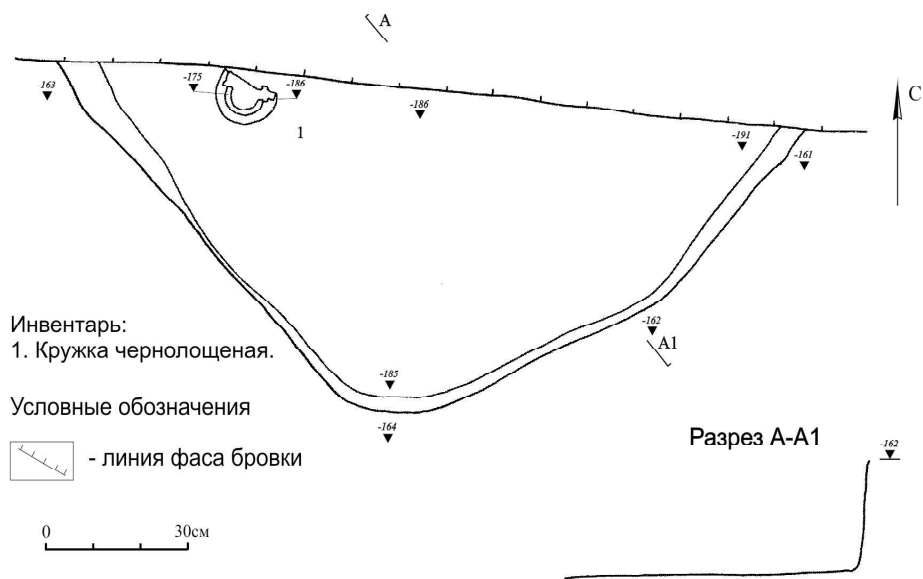 А
-163
-175
-186
-186
-191
-161
С
1
Инвентарь:
1. Кружка чернолощеная.
-162
А1
-185
Условные обозначения
-164
Разрез А-А1
- линия фаса бровки
-162
0 30см